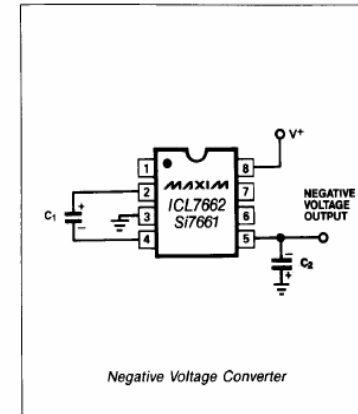 V+
1
8
MAXIM
2
7
NEGATIVE
VOLTAGE
OUTPUT
ICL7662
C1
+
−
3
6
Si7661
4
5
−
C2
+
Negative Voltage Converter